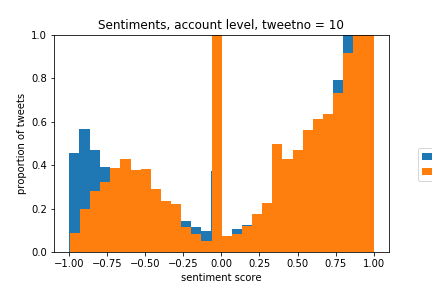 Sentiments, account level, tweetno = 10
1.0
0.8
0.6
0.4
0.2
0.0
proportion of tweets
−1.00 −0.75 −0.50 −0.25 0.00 0.25 0.50 0.75 1.00
sentiment score